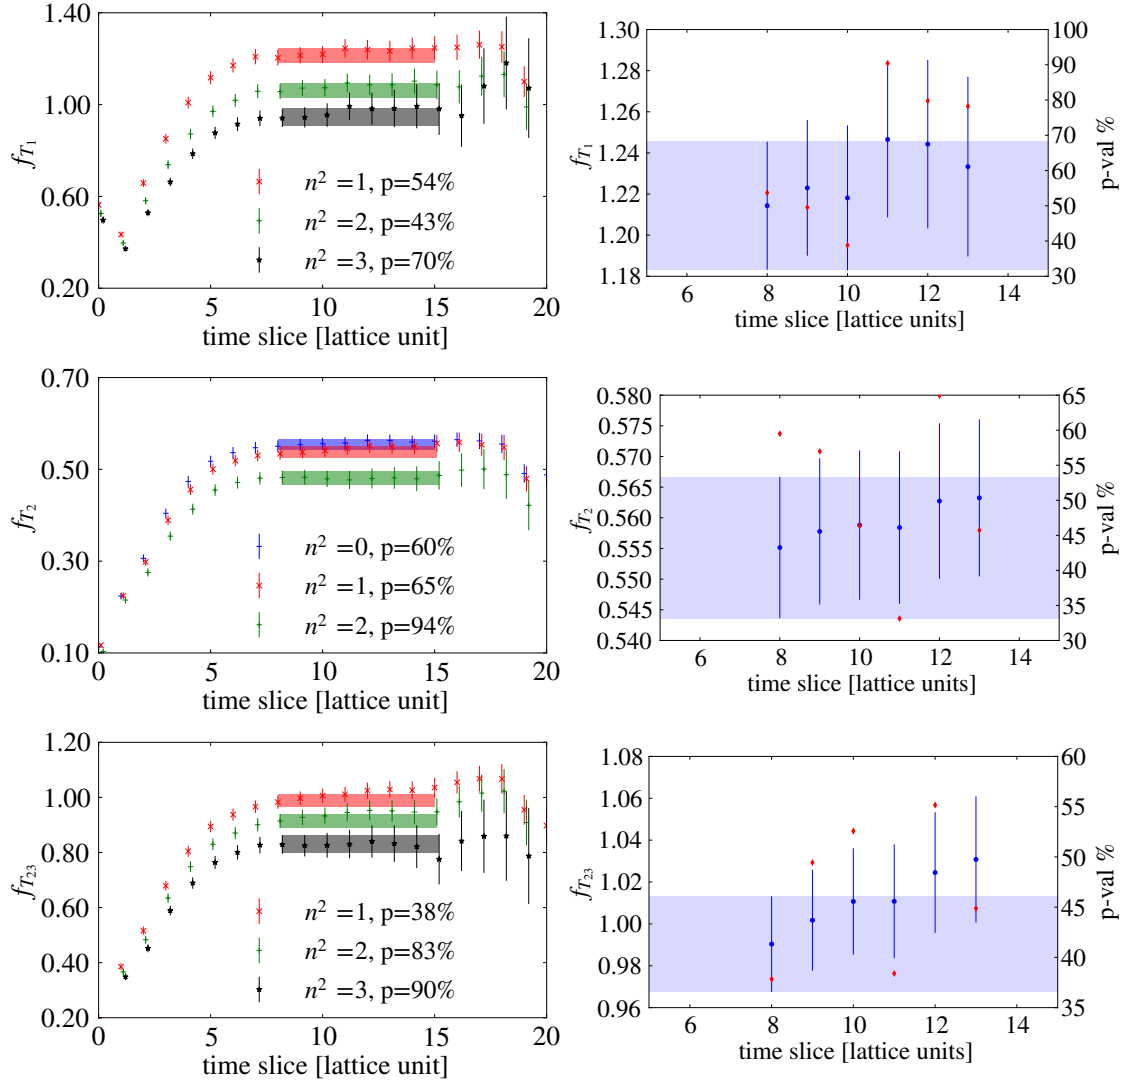 1.40
1.00
0.60
0.20
f_{T_1}
n² =1, p=54%
n² =2, p=43%
n² =3, p=70%
0 5 10 15 20
time slice [lattice unit]
1.30
1.28
1.26
1.24
1.22
1.20
1.18
f_{T_1}
100
90
80
70
60
50
40
30
p-val %
6 8 10 12 14
time slice [lattice units]
0.70
0.50
0.30
0.10
f_{T_2}
n² =0, p=60%
n² =1, p=65%
n² =2, p=94%
0 5 10 15 20
time slice [lattice unit]
0.580
0.575
0.570
0.565
0.560
0.555
0.550
0.545
0.540
f_{T_2}
65
60
55
50
45
40
35
30
p-val %
6 8 10 12 14
time slice [lattice units]
1.20
1.00
0.80
0.60
0.40
0.20
f_{T_{23}}
n² =1, p=38%
n² =2, p=83%
n² =3, p=90%
0 5 10 15 20
time slice [lattice unit]
1.08
1.06
1.04
1.02
1.00
0.98
0.96
f_{T_{23}}
60
55
50
45
40
35
p-val %
6 8 10 12 14
time slice [lattice units]